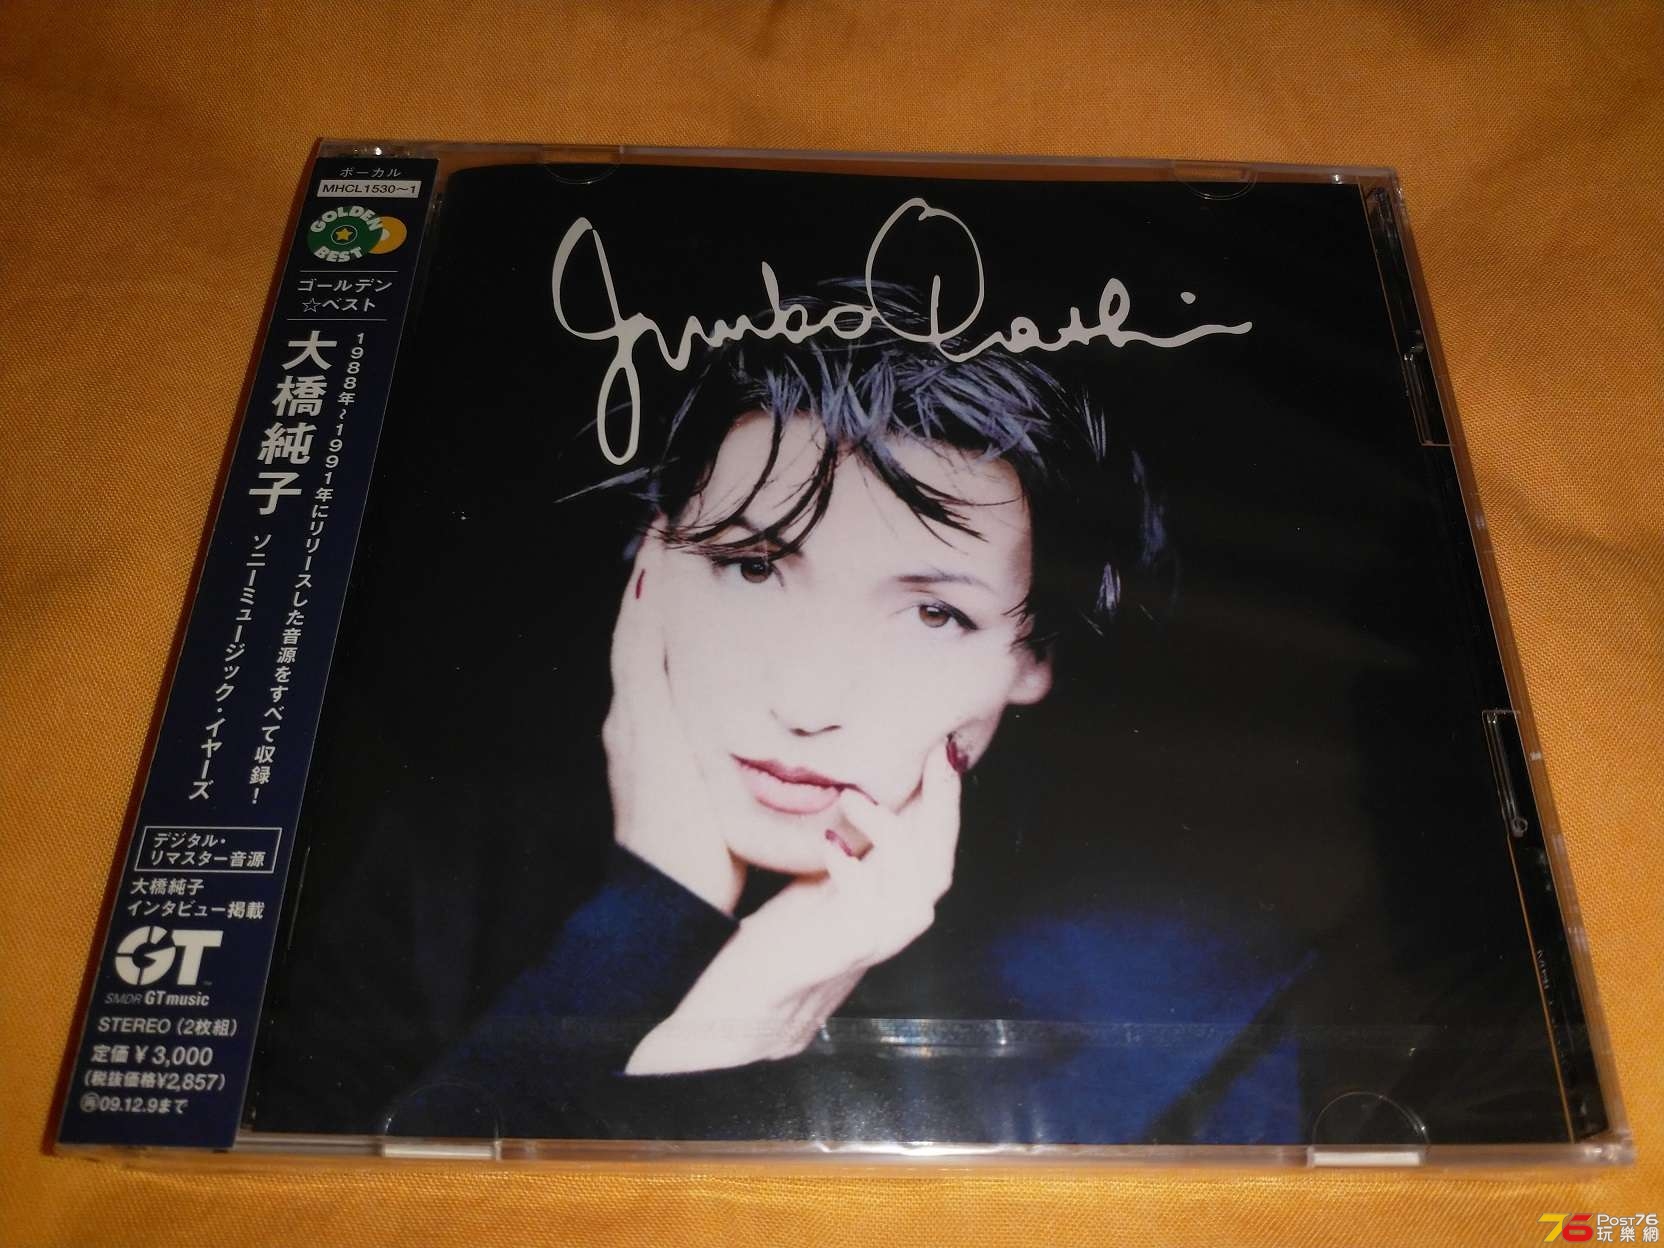 ボーカル
MHCL1530〜1
GOLDEN
BEST
ゴールデン
☆ベスト
1988年〜1991年にリリースした音源をすべて収録!
大橋純子
ソニーミュージック・イヤーズ
デジタル・
リマスター音源
大橋純子
インタビュー掲載
GT
SMDR GTmusic
STEREO (2枚組)
定価 ¥ 3,000
(税抜価格¥2,857)
再09.12.9まで
Junko Ohashi
76 Post76
玩樂網